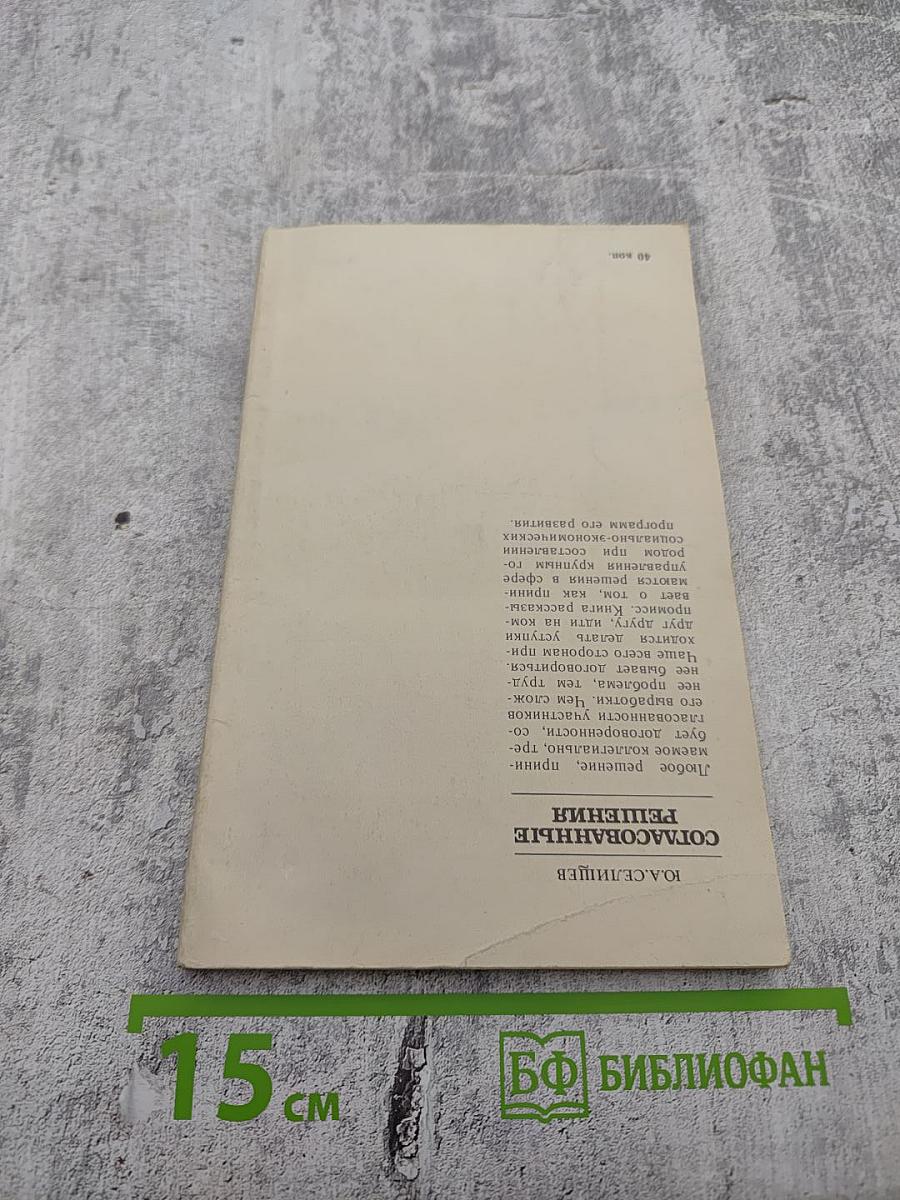 Ю.А.СЕЛИЩЕВ
СОГЛАСОВАННЫЕ
РЕШЕНИЯ
Любое решение, прини-
маемое коллегиально, тре-
бует договоренности, со-
гласованности участников
его выработки. Чем слож-
нее проблема, тем труд-
нее бывает договориться.
Чаще всего сторонам при-
ходится делать уступки
друг другу, идти на ком-
промисс. Книга рассказы-
вает о том, как прини-
маются решения в сфере
управления крупным го-
родом при составлении
социально-экономических
программ его развития.
40 коп.
15 см
БФ БИБЛИОФАН